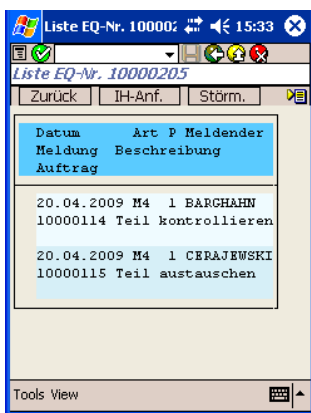 Liste EQ-Nr. 10000: 15:33
Liste EQ-Nr. 10000205
Zurück IH-Anf. Störm.
Datum Art P Meldender
Meldung Beschreibung
Auftrag
20.04.2009 M4 1 BARGHAHN
10000114 Teil kontrollieren
20.04.2009 M4 1 CERAJEWSKI
10000115 Teil austauschen
Tools View